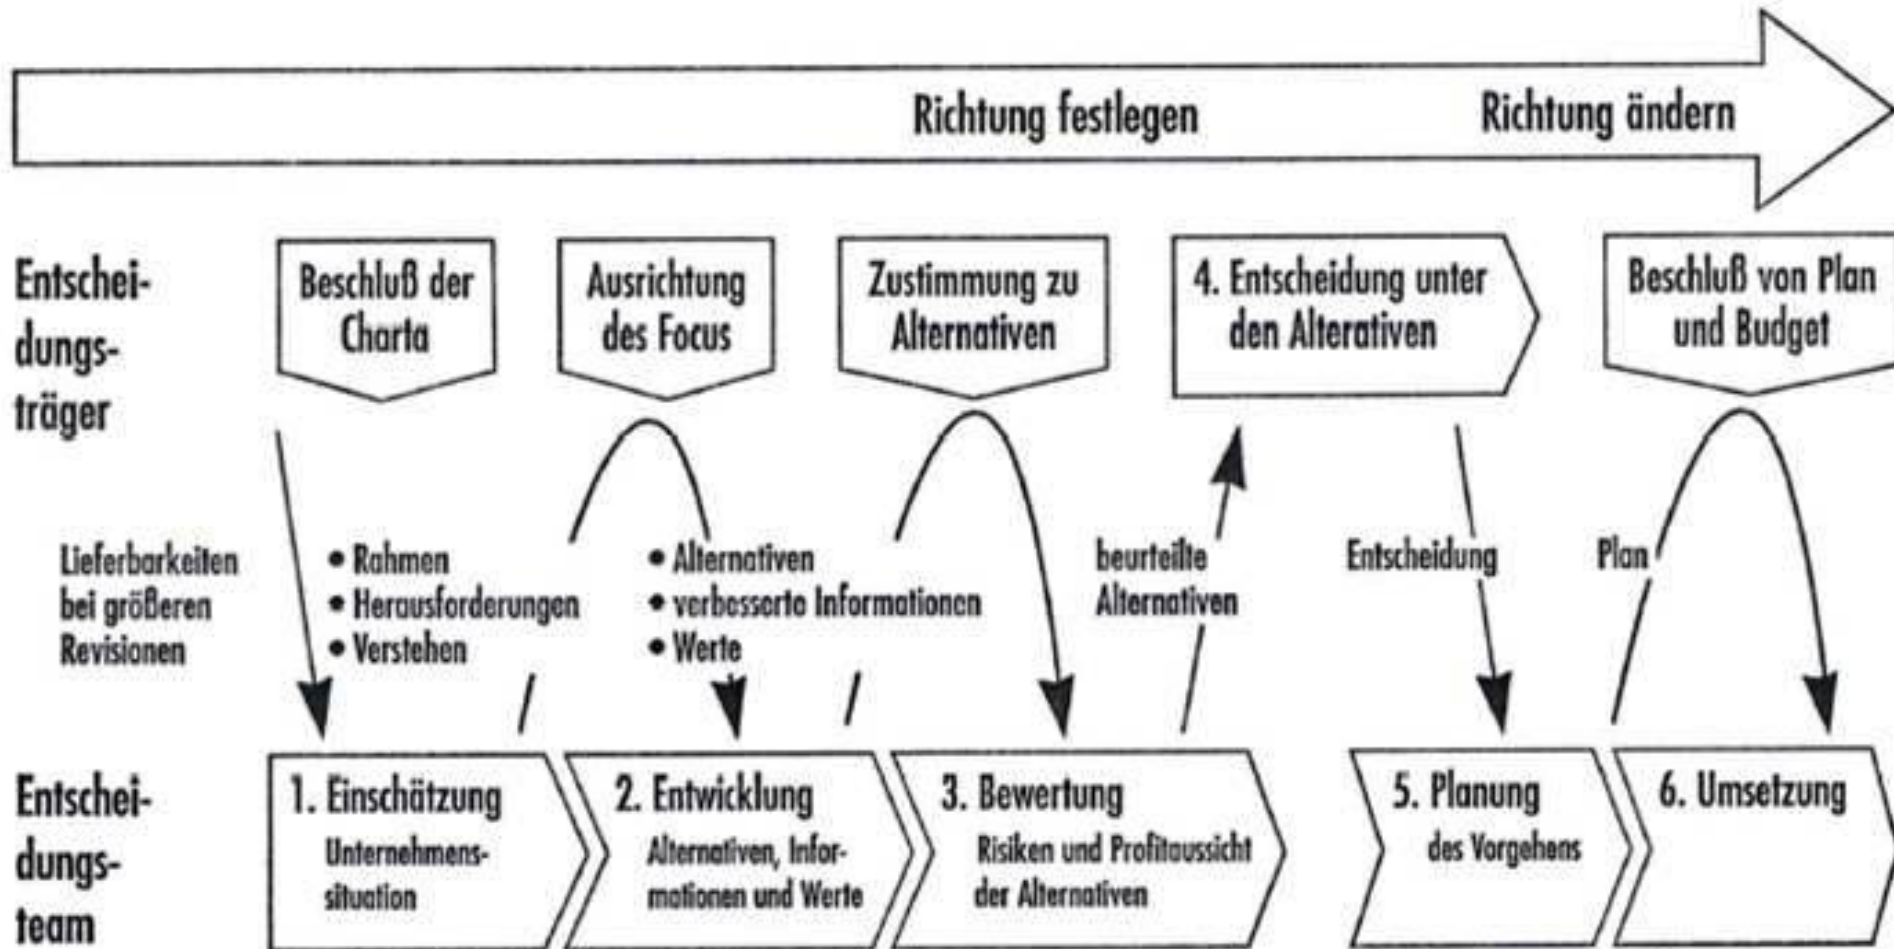 Richtung festlegen
Richtung ändern
Entschei-
dungs-
träger
Beschluß der
Charta
Ausrichtung
des Focus
Zustimmung zu
Alternativen
4. Entscheidung unter
den Alterativen
Beschluß von Plan
und Budget
Lieferbarkeiten
bei größeren
Revisionen
• Rahmen
• Herausforderungen
• Verstehen
• Alternativen
• verbesserte Informationen
• Werte
beurteilte
Alternativen
Entscheidung
Plan
Entschei-
dungs-
team
1. Einschätzung
Unternehmens-
situation
2. Entwicklung
Alternativen, Infor-
mationen und Werte
3. Bewertung
Risiken und Profitaussicht
der Alternativen
5. Planung
des Vorgehens
6. Umsetzung